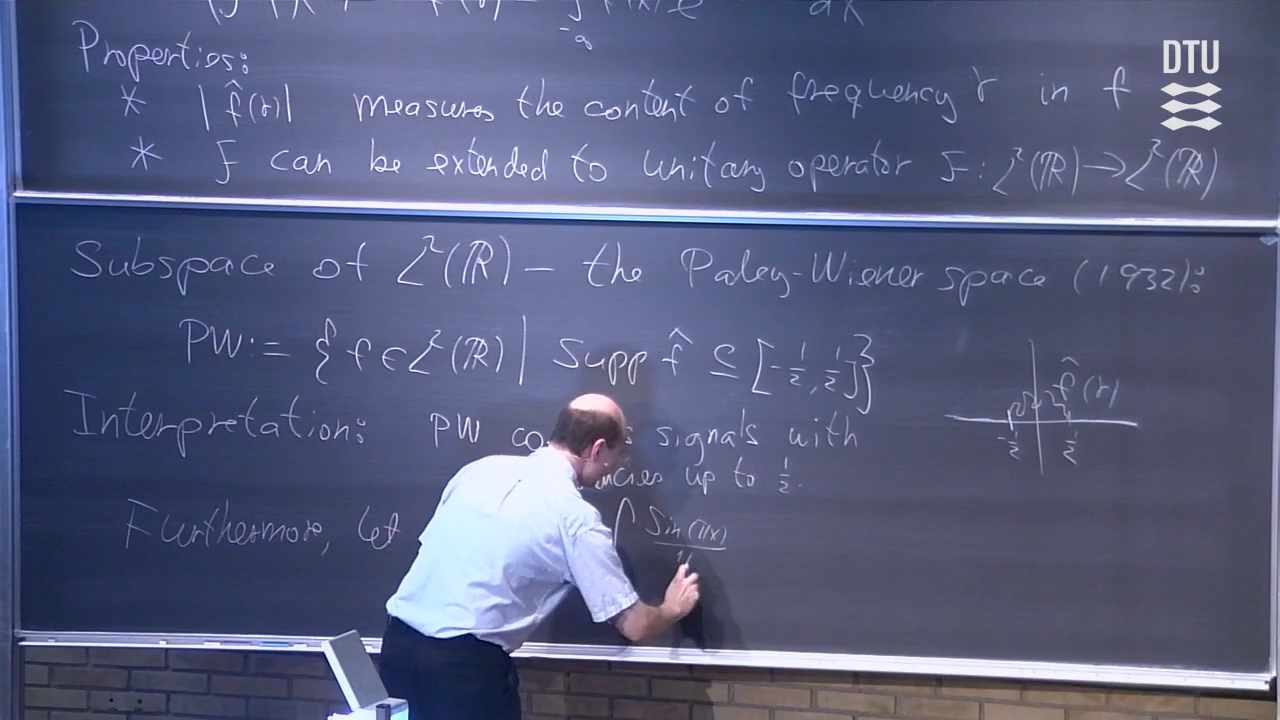 Properties:
* |f̂(γ)| measures the content of frequency γ in f
* F can be extended to unitary operator F: L²(ℝ)→L²(ℝ)
Subspace of L²(ℝ) – the Paley-Wiener space (1932):
PW := {f ∈ L²(ℝ) | supp f̂ ⊆ [-1/2, 1/2]}
f̂(γ)
-1/2 1/2
Interpretation: PW signals with
up to 1/2.
Furthermore, let sin(πx)
DTU